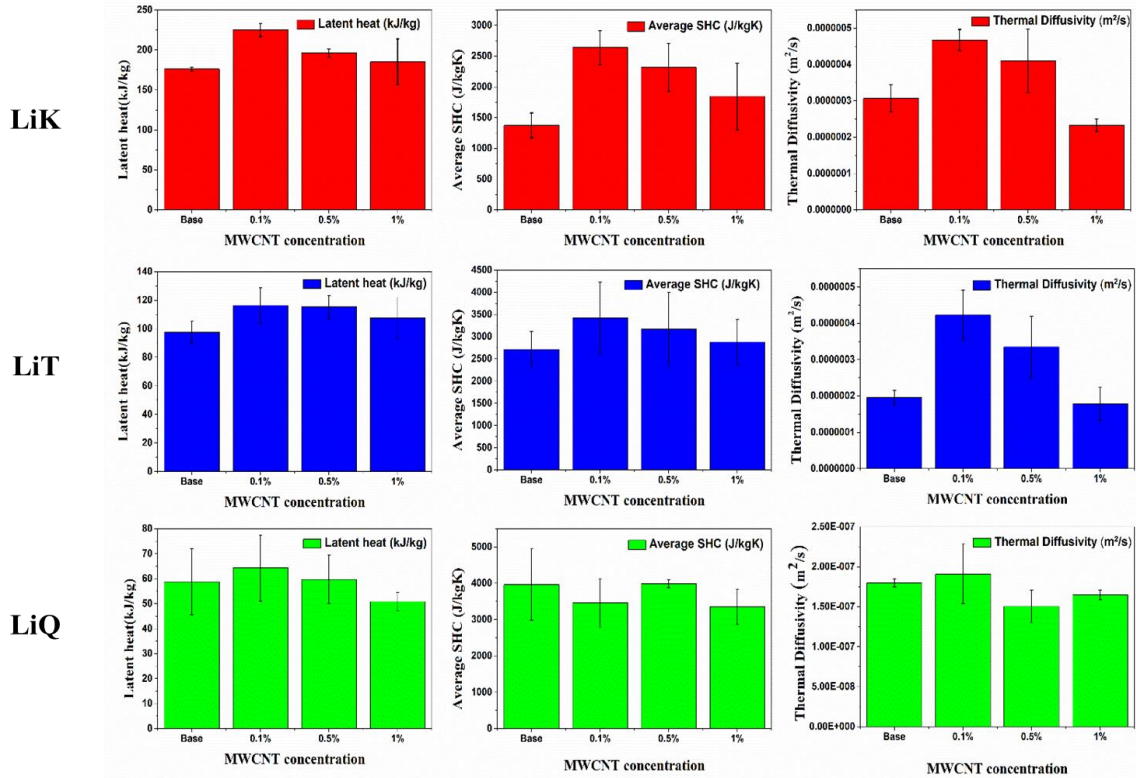 LiK
Latent heat(kJ/kg)
250
225
200
175
150
125
100
75
50
25
0
Latent heat (kJ/kg)
Base 0.1% 0.5% 1%
MWCNT concentration
Average SHC (J/kgK)
3000
2750
2500
2250
2000
1750
1500
1250
1000
750
500
250
0
Average SHC (J/kgK)
Base 0.1% 0.5% 1%
MWCNT concentration
Thermal Diffusivity (m²/s)
0.0000005
0.0000004
0.0000003
0.0000002
0.0000001
0.0000000
Thermal Diffusivity (m²/s)
Base 0.1% 0.5% 1%
MWCNT concentration
LiT
Latent heat(kJ/kg)
140
120
100
80
60
40
20
0
Latent heat (kJ/kg)
Base 0.1% 0.5% 1%
MWCNT concentration
Average SHC (J/kgK)
4500
4000
3500
3000
2500
2000
1500
1000
500
0
Average SHC (J/kgK)
Base 0.1% 0.5% 1%
MWCNT concentration
Thermal Diffusivity (m²/s)
0.0000005
0.0000004
0.0000003
0.0000002
0.0000001
0.0000000
Thermal Diffusivity (m²/s)
Base 0.1% 0.5% 1%
MWCNT concentration
LiQ
Latent heat(kJ/kg)
80
70
60
50
40
30
20
10
0
Latent heat (kJ/kg)
Base 0.1% 0.5% 1%
MWCNT concentration
Average SHC (J/kgK)
5000
4000
3000
2000
1000
0
Average SHC (J/kgK)
Base 0.1% 0.5% 1%
MWCNT concentration
Thermal Diffusivity (m²/s)
2.50E-007
2.00E-007
1.50E-007
1.00E-007
5.00E-008
0.00E+000
Thermal Diffusivity (m²/s)
Base 0.1% 0.5% 1%
MWCNT concentration